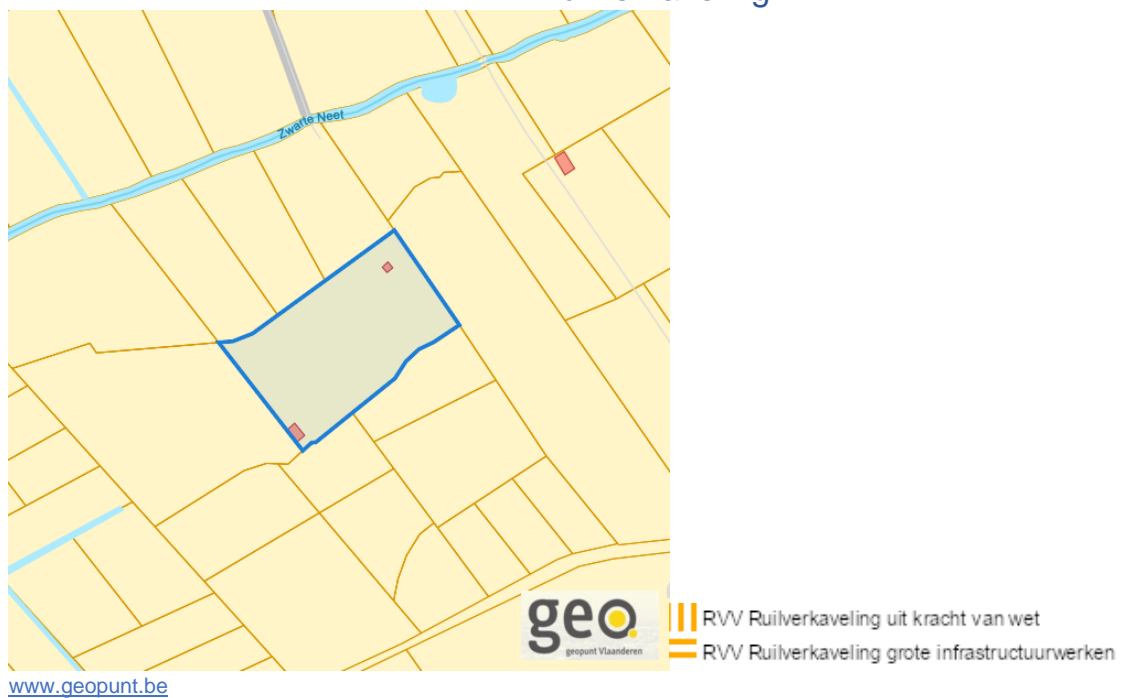 Zwarte Neet
geo.
geopunt Vlaanderen
RVV Ruilverkaveling uit kracht van wet
RVV Ruilverkaveling grote infrastructuurwerken
www.geopunt.be